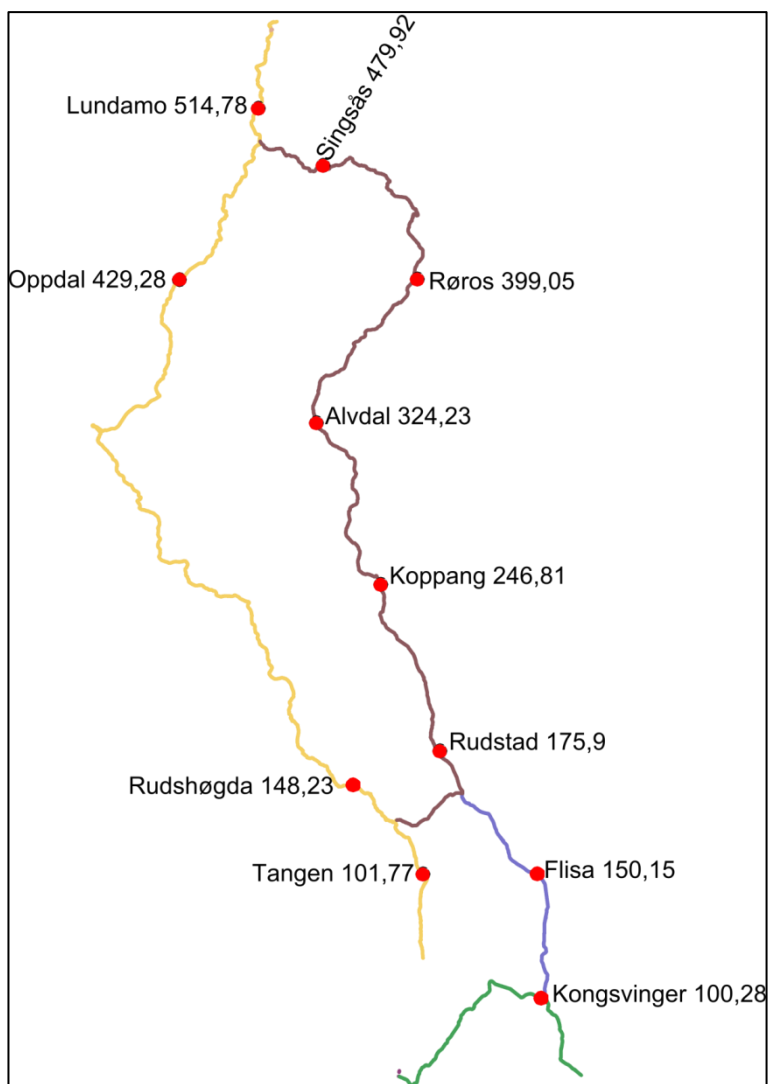 Singsås 479,92
Lundamo 514,78
Oppdal 429,28
Røros 399,05
Alvdal 324,23
Koppang 246,81
Rudstad 175,9
Rudshøgda 148,23
Tangen 101,77
Flisa 150,15
Kongsvinger 100,28